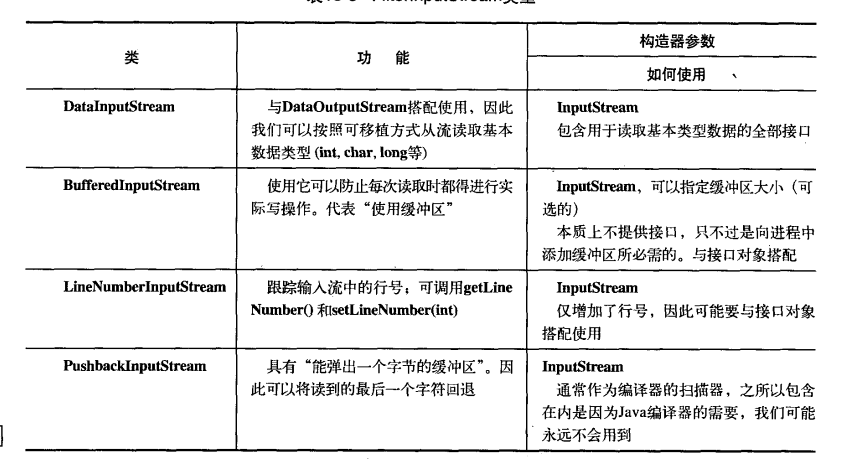 类
功 能
构造器参数
如何使用
DataInputStream
与DataOutputStream搭配使用，因此
我们可以按照可移植方式从流读取基本
数据类型 (int, char, long等)
InputStream
包含用于读取基本类型数据的全部接口
BufferedInputStream
使用它可以防止每次读取时都得进行实
际写操作。代表“使用缓冲区”
InputStream，可以指定缓冲区大小（可
选的）
本质上不提供接口，只不过是向进程中
添加缓冲区所必需的。与接口对象搭配
LineNumberInputStream
跟踪输入流中的行号；可调用getLine
Number() 和setLineNumber(int)
InputStream
仅增加了行号，因此可能要与接口对象
搭配使用
PushbackInputStream
具有“能弹出一个字节的缓冲区”。因
此可以将读到的最后一个字符回退
InputStream
通常作为编译器的扫描器，之所以包含
在内是因为Java编译器的需要，我们可能
永远不会用到